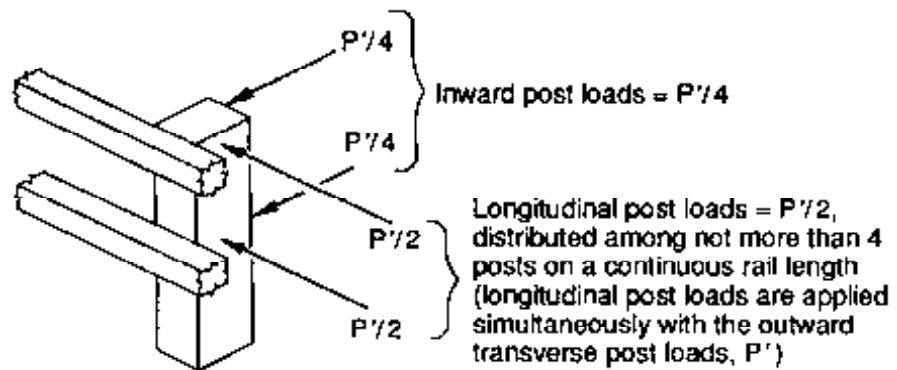 P'/4
Inward post loads = P'/4
P'/4
P'/2
P'/2
Longitudinal post loads = P'/2,
distributed among not more than 4
posts on a continuous rail length
(longitudinal post loads are applied
simultaneously with the outward
transverse post loads, P')